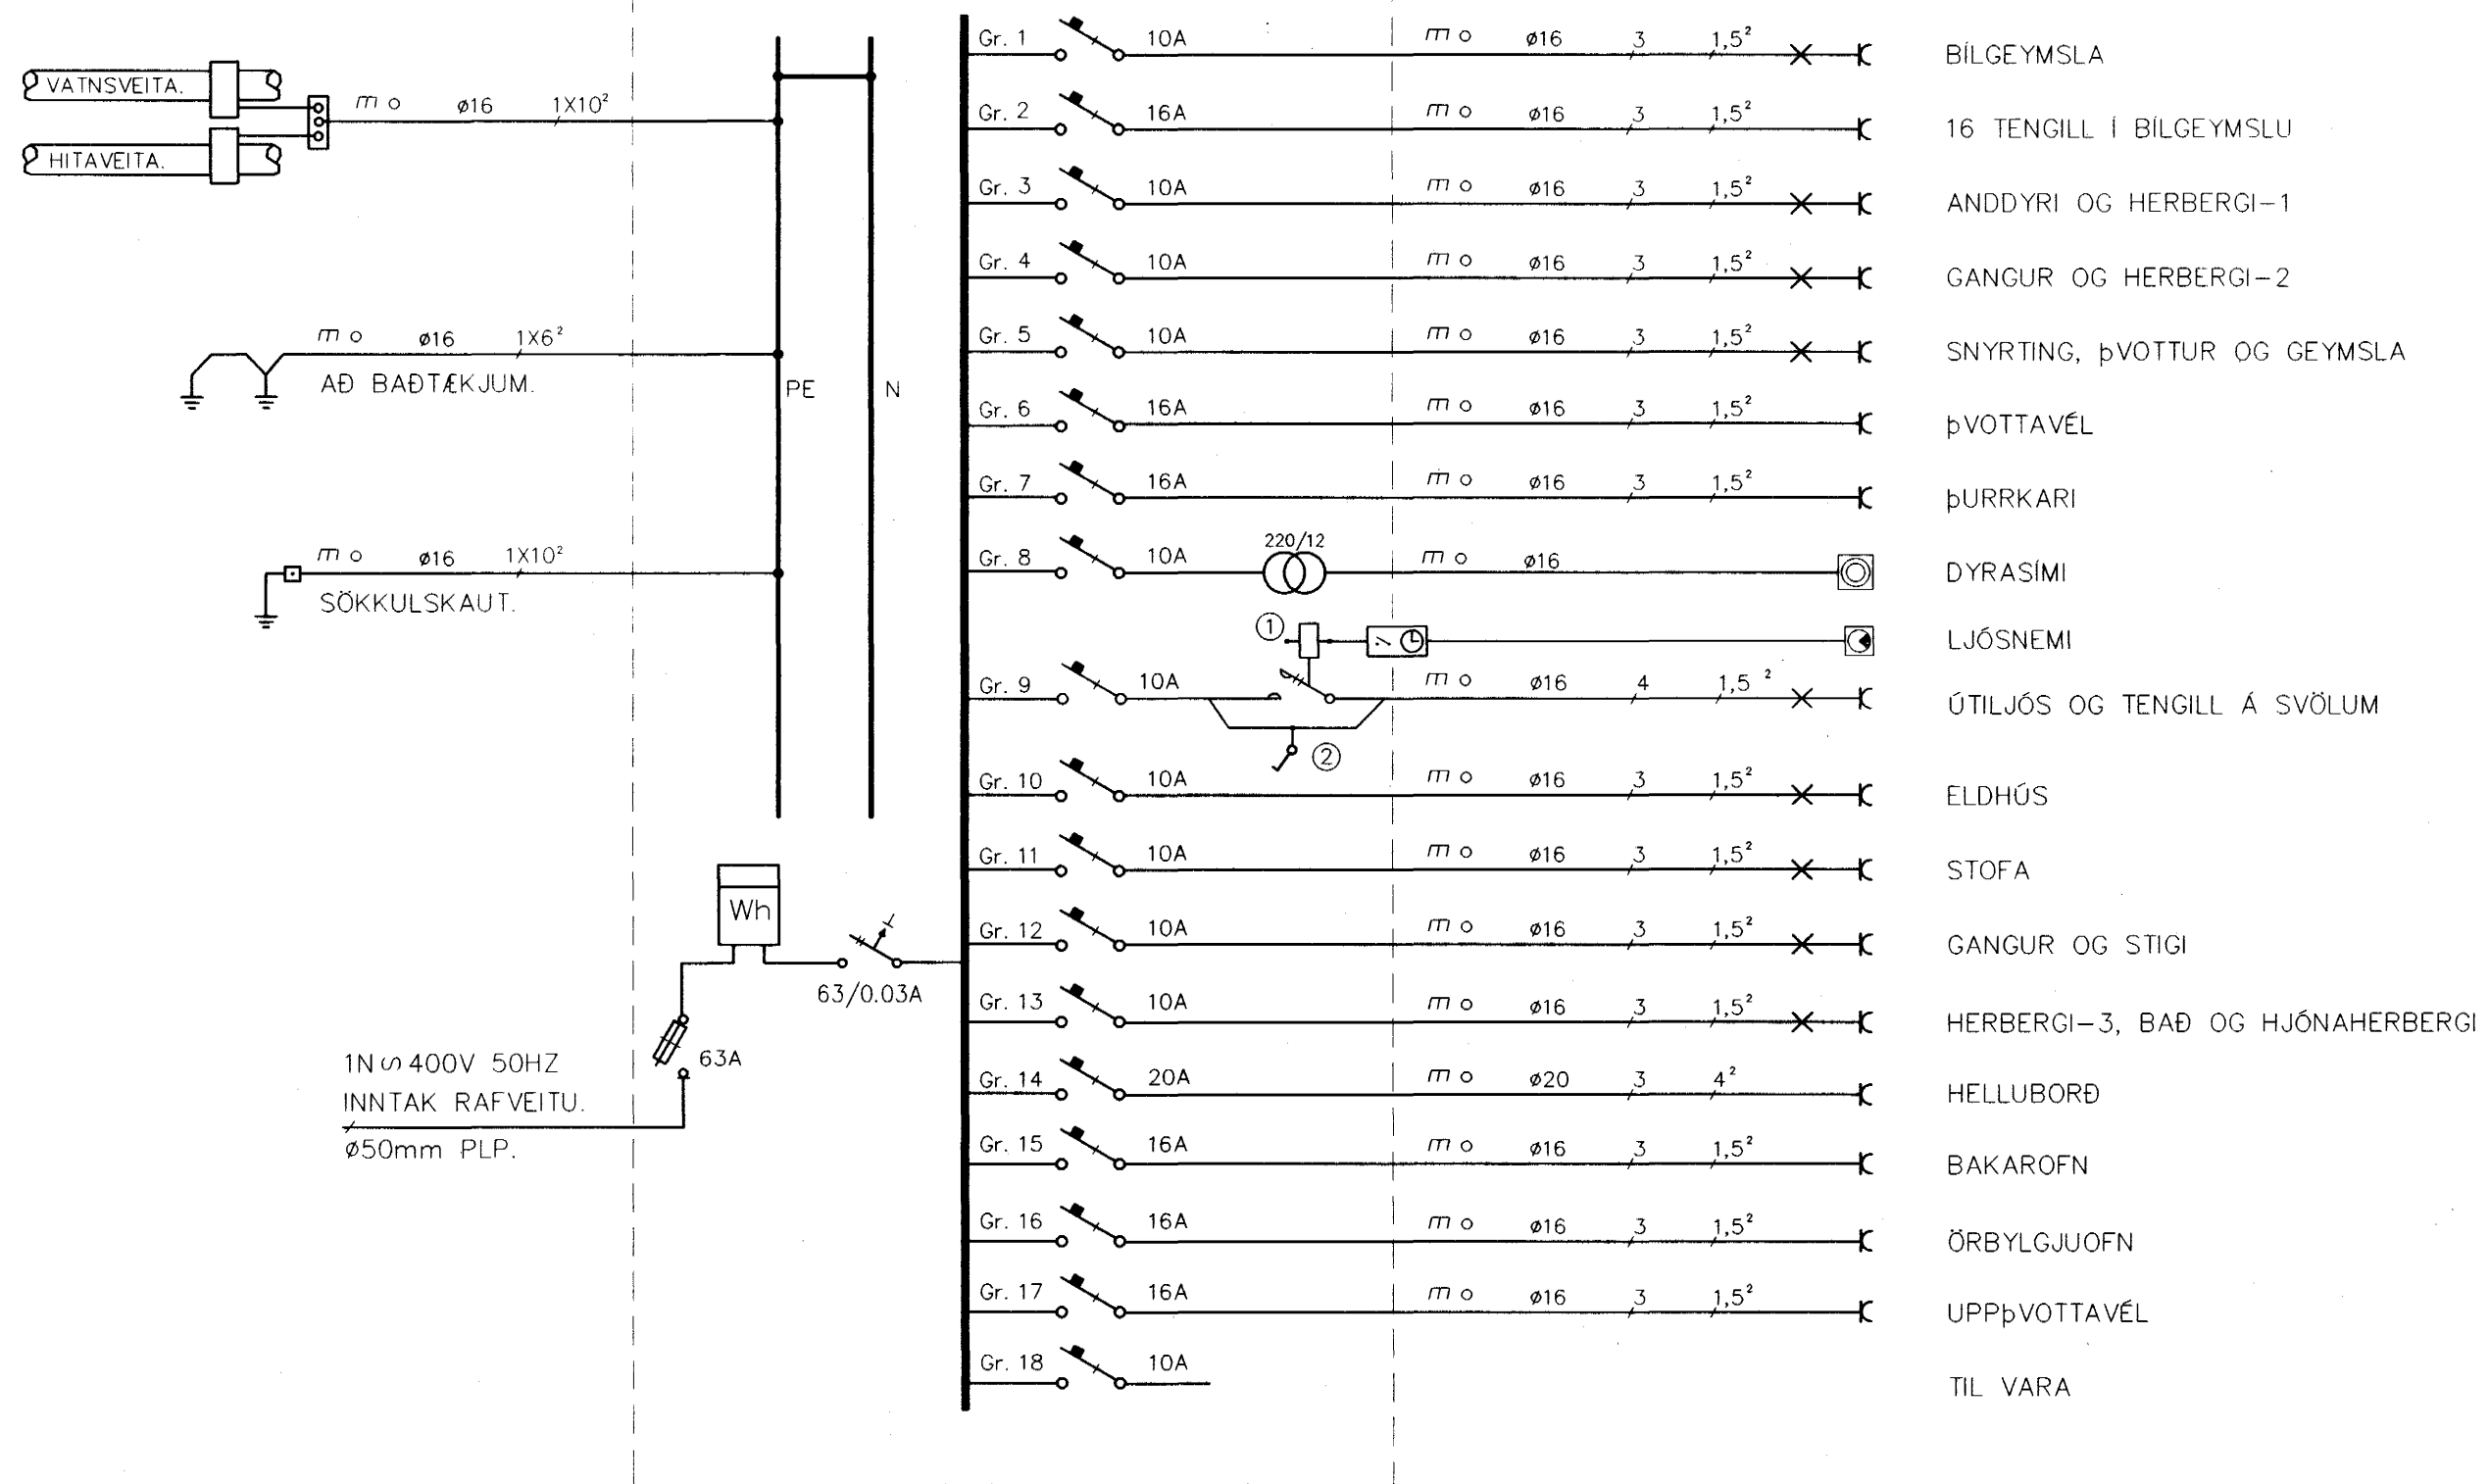 VATNSVEITA.
HITAVEITA.
m o ø16 1X10²
m o ø16 1X6²
AÐ BAÐTÆKJUM.
m o ø16 1X10²
SÖKKULSKAUT.
PE
N
Wh
63/0.03A
63A
1N∽400V 50HZ
INNTAK RAFVEITU.
ø50mm PLP.
Gr. 1 10A m o ø16 3 1,5² BÍLGEYMSLA
Gr. 2 16A m o ø16 3 1,5² 16 TENGILL Í BÍLGEYMSLU
Gr. 3 10A m o ø16 3 1,5² ANDDYRI OG HERBERGI-1
Gr. 4 10A m o ø16 3 1,5² GANGUR OG HERBERGI-2
Gr. 5 10A m o ø16 3 1,5² SNYRTING, ÞVOTTUR OG GEYMSLA
Gr. 6 16A m o ø16 3 1,5² ÞVOTTAVÉL
Gr. 7 16A m o ø16 3 1,5² ÞURRKARI
Gr. 8 10A 220/12 m o ø16 DYRASÍMI
1 LJÓSNEMI
Gr. 9 10A m o ø16 4 1,5² ÚTILJÓS OG TENGILL Á SVÖLUM
2
Gr. 10 10A m o ø16 3 1,5² ELDHÚS
Gr. 11 10A m o ø16 3 1,5² STOFA
Gr. 12 10A m o ø16 3 1,5² GANGUR OG STIGI
Gr. 13 10A m o ø16 3 1,5² HERBERGI-3, BAÐ OG HJÓNAHERBERGI
Gr. 14 20A m o ø20 3 4² HELLUBORÐ
Gr. 15 16A m o ø16 3 1,5² BAKAROFN
Gr. 16 16A m o ø16 3 1,5² ÖRBYLGJUOFN
Gr. 17 16A m o ø16 3 1,5² UPPÞVOTTAVÉL
Gr. 18 10A TIL VARA